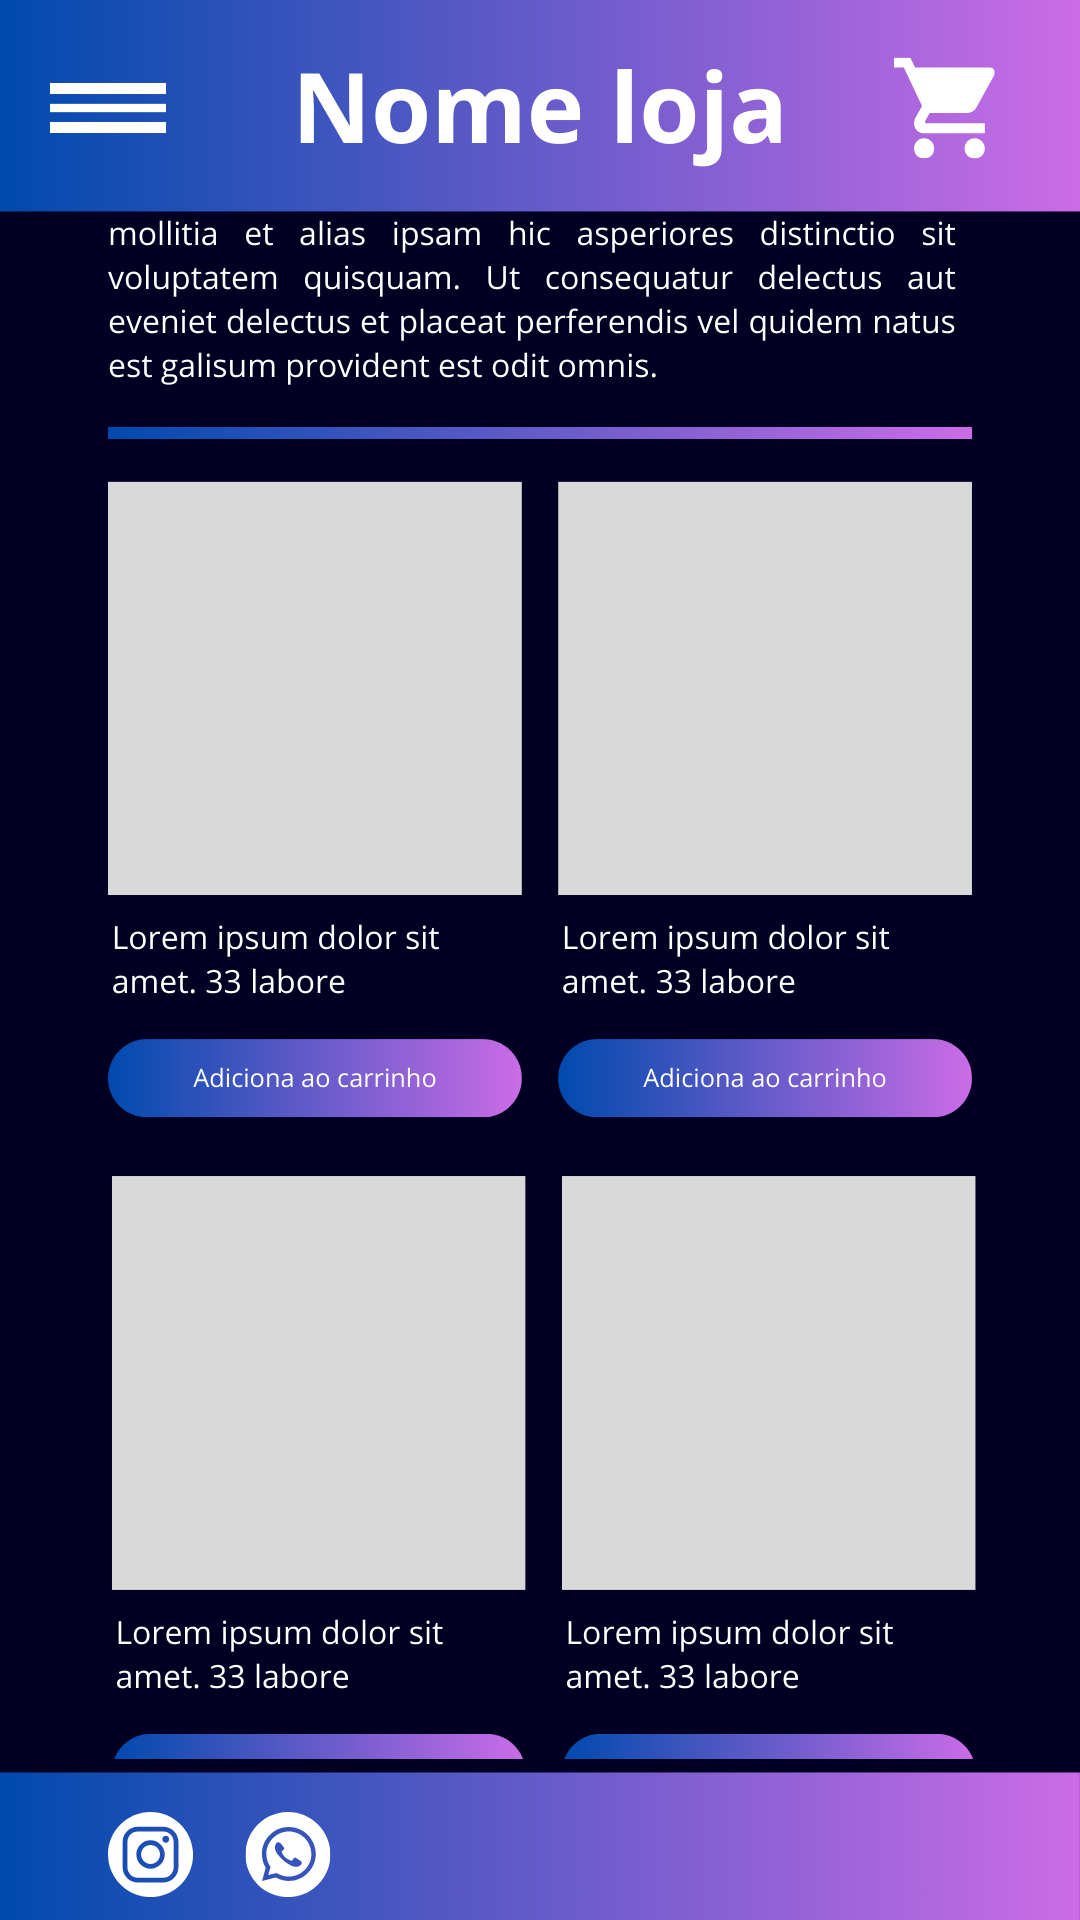 Nome loja
mollitia et alias ipsam hic asperiores distinctio sit
voluptatem quisquam. Ut consequatur delectus aut
eveniet delectus et placeat perferendis vel quidem natus
est galisum provident est odit omnis.
Lorem ipsum dolor sit
amet. 33 labore
Adiciona ao carrinho
Lorem ipsum dolor sit
amet. 33 labore
Adiciona ao carrinho
Lorem ipsum dolor sit
amet. 33 labore
Lorem ipsum dolor sit
amet. 33 labore